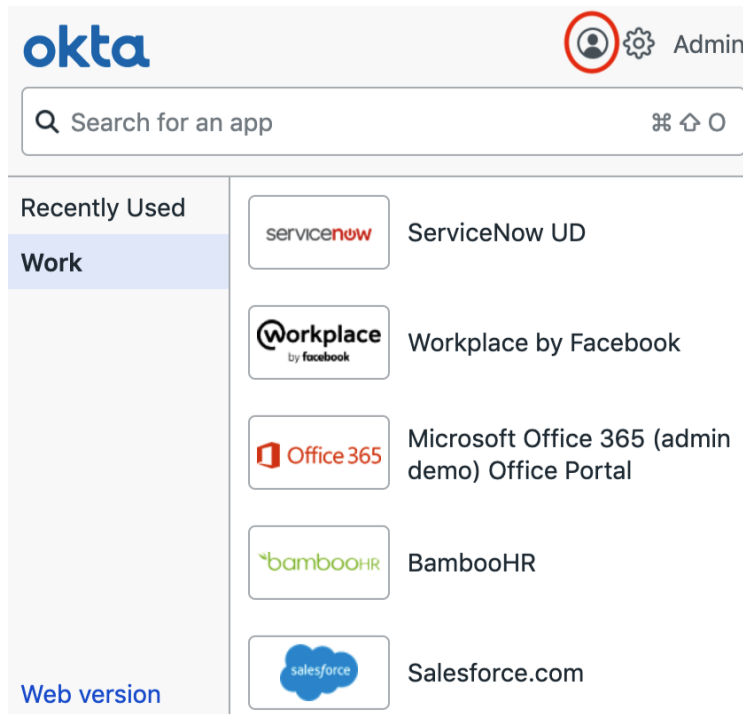 okta
Admin
Search for an app
⌘ ⇧ O
Recently Used
Work
servicenow
ServiceNow UD
Workplace
by facebook
Workplace by Facebook
Office 365
Microsoft Office 365 (admin
demo) Office Portal
bambooHR
BambooHR
salesforce
Salesforce.com
Web version